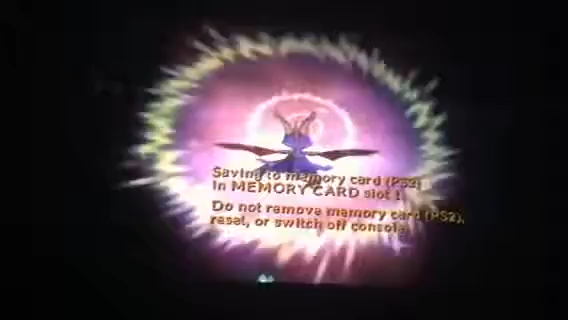 Saving to memory card (PS2)
in MEMORY CARD slot 1.
Do not remove memory card (PS2),
reset, or switch off console.